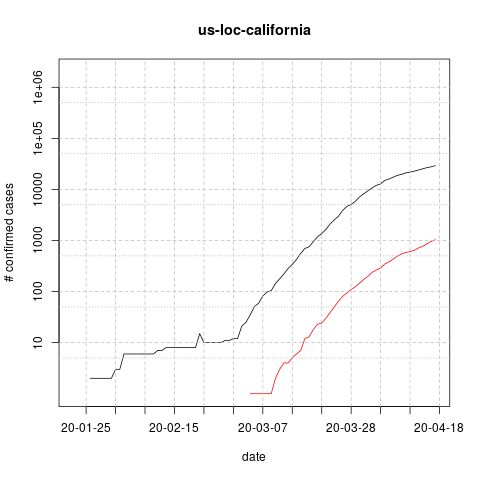 us-loc-california
# confirmed cases
1e+06
1e+05
10000
1000
100
10
20-01-25 20-02-15 20-03-07 20-03-28 20-04-18
date